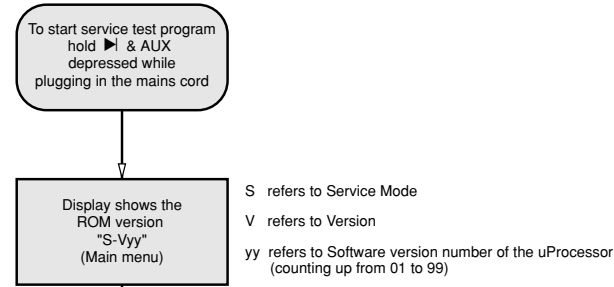 To start service test program
hold ▶| & AUX
depressed while
plugging in the mains cord
Display shows the
ROM version
"S-Vyy"
(Main menu)
S refers to Service Mode
V refers to Version
yy refers to Software version number of the uProcessor
(counting up from 01 to 99)